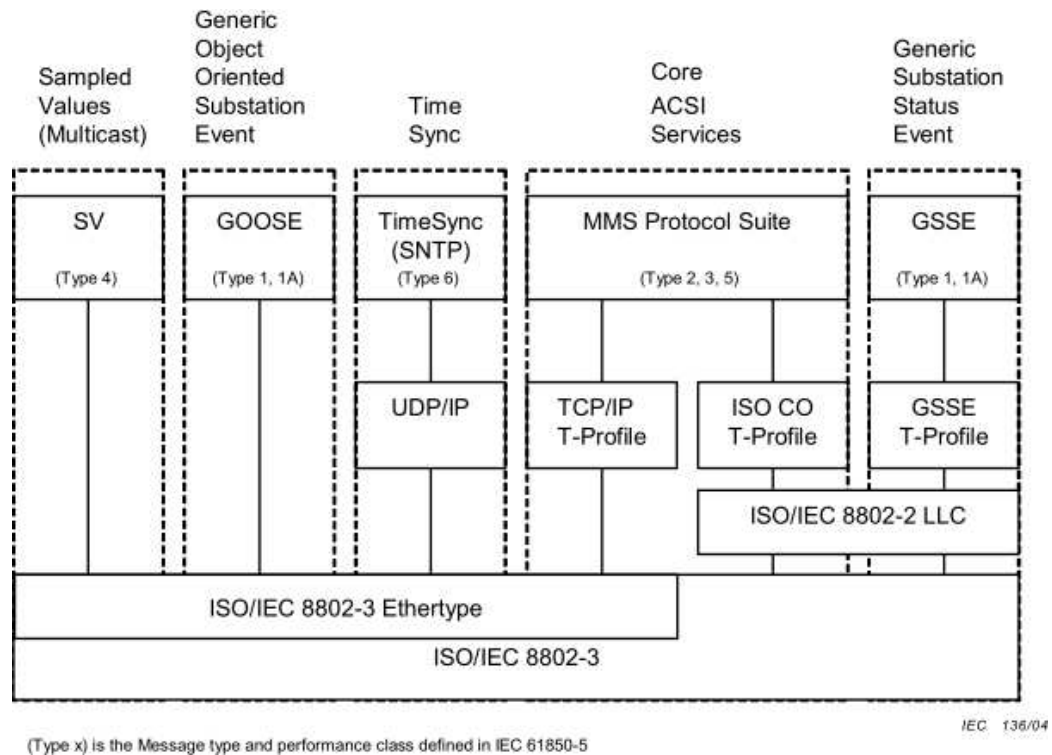 Sampled
Values
(Multicast)
Generic
Object
Oriented
Substation
Event
Time
Sync
Core
ACSI
Services
Generic
Substation
Status
Event
SV
(Type 4)
GOOSE
(Type 1, 1A)
TimeSync
(SNTP)
(Type 6)
MMS Protocol Suite
(Type 2, 3, 5)
GSSE
(Type 1, 1A)
UDP/IP
TCP/IP
T-Profile
ISO CO
T-Profile
GSSE
T-Profile
ISO/IEC 8802-2 LLC
ISO/IEC 8802-3 Ethertype
ISO/IEC 8802-3
IEC 136/04
(Type x) is the Message type and performance class defined in IEC 61850-5